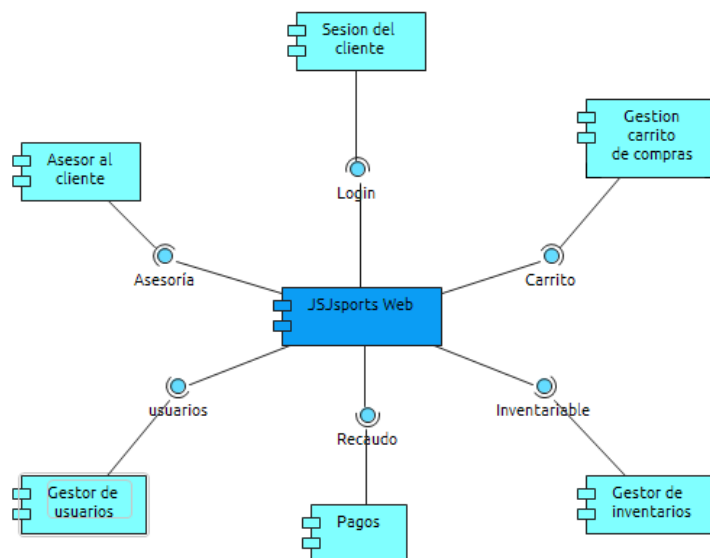 Sesion del
cliente
Gestion
carrito
de compras
Asesor al
cliente
Login
Asesoría
Carrito
JSJsports Web
usuarios
Inventariable
Recaudo
Gestor de
usuarios
Gestor de
inventarios
Pagos